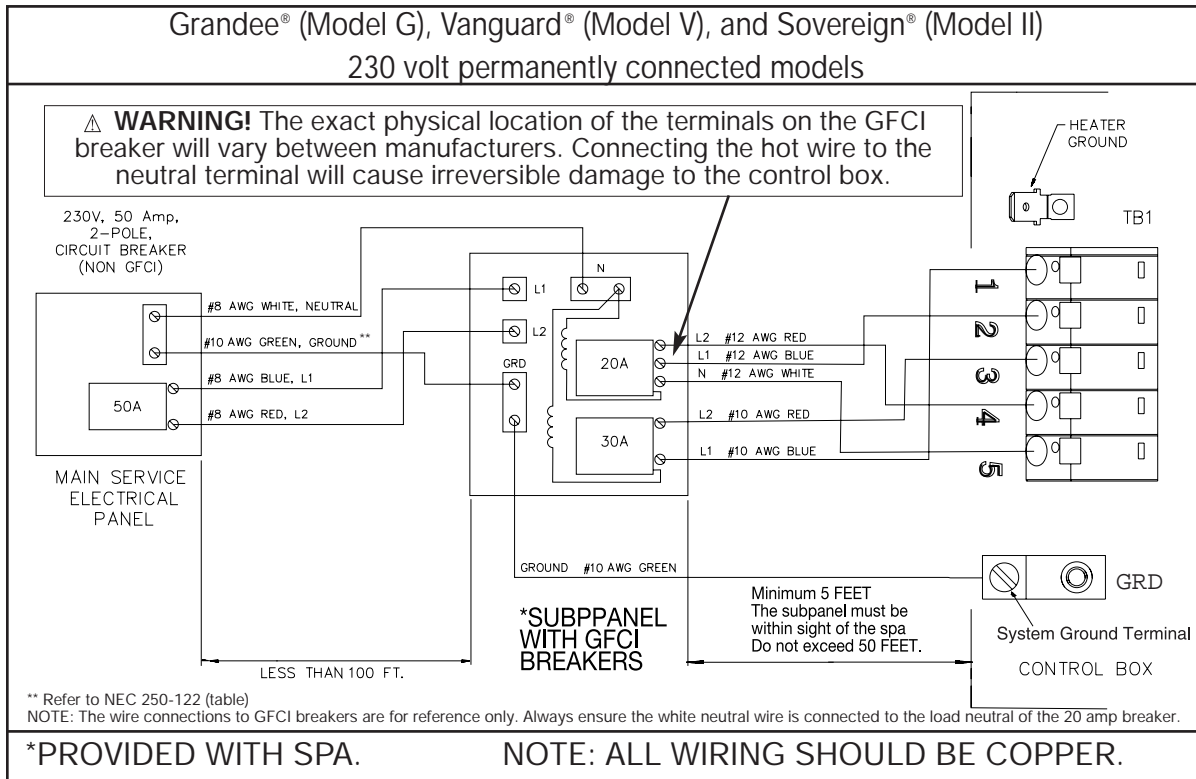 Grandee® (Model G), Vanguard® (Model V), and Sovereign® (Model II)
230 volt permanently connected models
⚠ WARNING! The exact physical location of the terminals on the GFCI
breaker will vary between manufacturers. Connecting the hot wire to the
neutral terminal will cause irreversible damage to the control box.
HEATER
GROUND
TB1
230V, 50 Amp,
2-POLE,
CIRCUIT BREAKER
(NON GFCI)
#8 AWG WHITE, NEUTRAL
#10 AWG GREEN, GROUND**
#8 AWG BLUE, L1
#8 AWG RED, L2
50A
MAIN SERVICE
ELECTRICAL
PANEL
N
L1
L2
GRD
20A
30A
L2 #12 AWG RED
L1 #12 AWG BLUE
N #12 AWG WHITE
L2 #10 AWG RED
L1 #10 AWG BLUE
1
2
3
4
5
GROUND #10 AWG GREEN
*SUBPPANEL
WITH GFCI
BREAKERS
Minimum 5 FEET
The subpanel must be
within sight of the spa
Do not exceed 50 FEET.
GRD
System Ground Terminal
CONTROL BOX
LESS THAN 100 FT.
** Refer to NEC 250-122 (table)
NOTE: The wire connections to GFCI breakers are for reference only. Always ensure the white neutral wire is connected to the load neutral of the 20 amp breaker.
*PROVIDED WITH SPA. NOTE: ALL WIRING SHOULD BE COPPER.